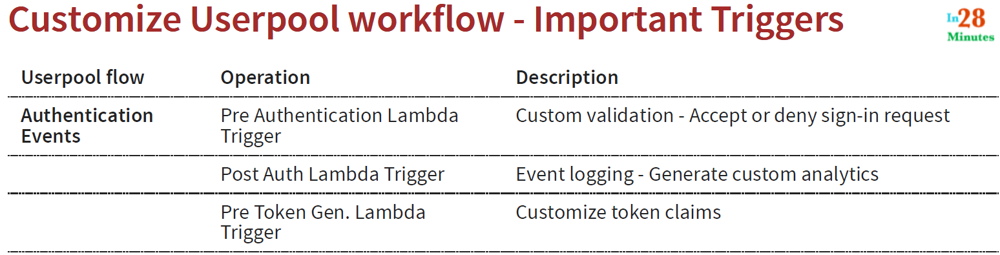 Customize Userpool workflow - Important Triggers
In28
Minutes
Userpool flow Operation Description
Authentication Events Pre Authentication Lambda Trigger Custom validation - Accept or deny sign-in request
Post Auth Lambda Trigger Event logging - Generate custom analytics
Pre Token Gen. Lambda Trigger Customize token claims